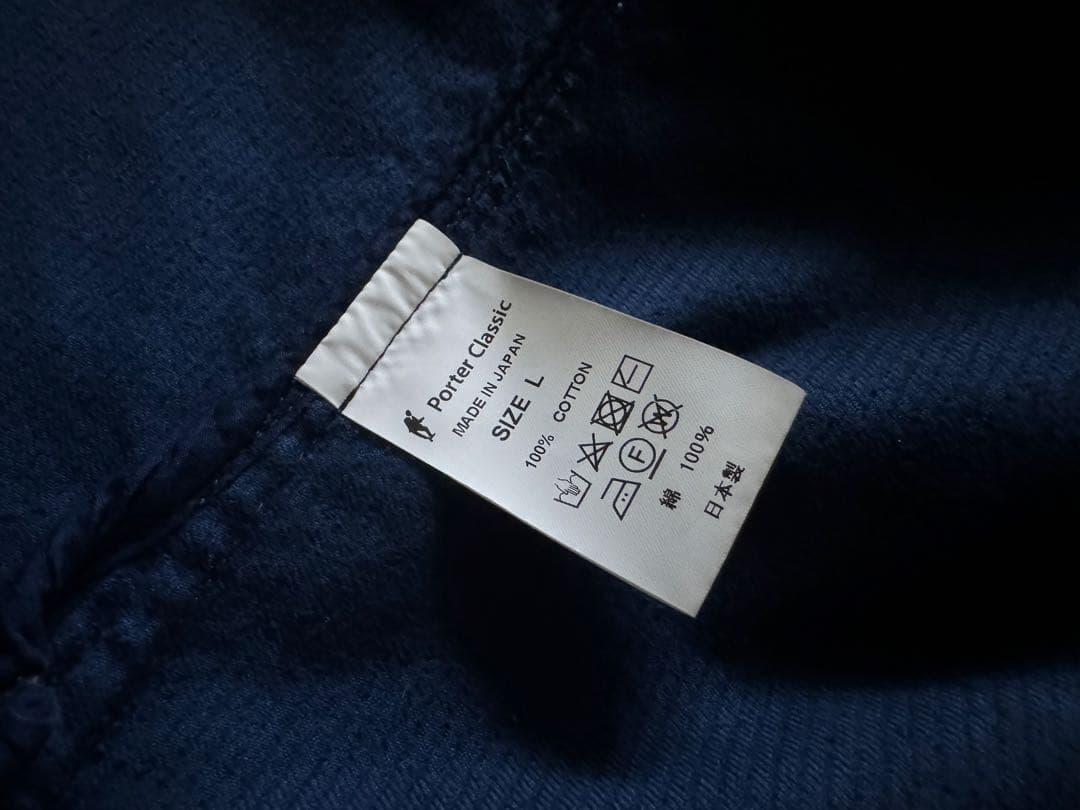 Porter Classic
MADE IN JAPAN
SIZE L
100% COTTON
F
W
綿 100%
日本製